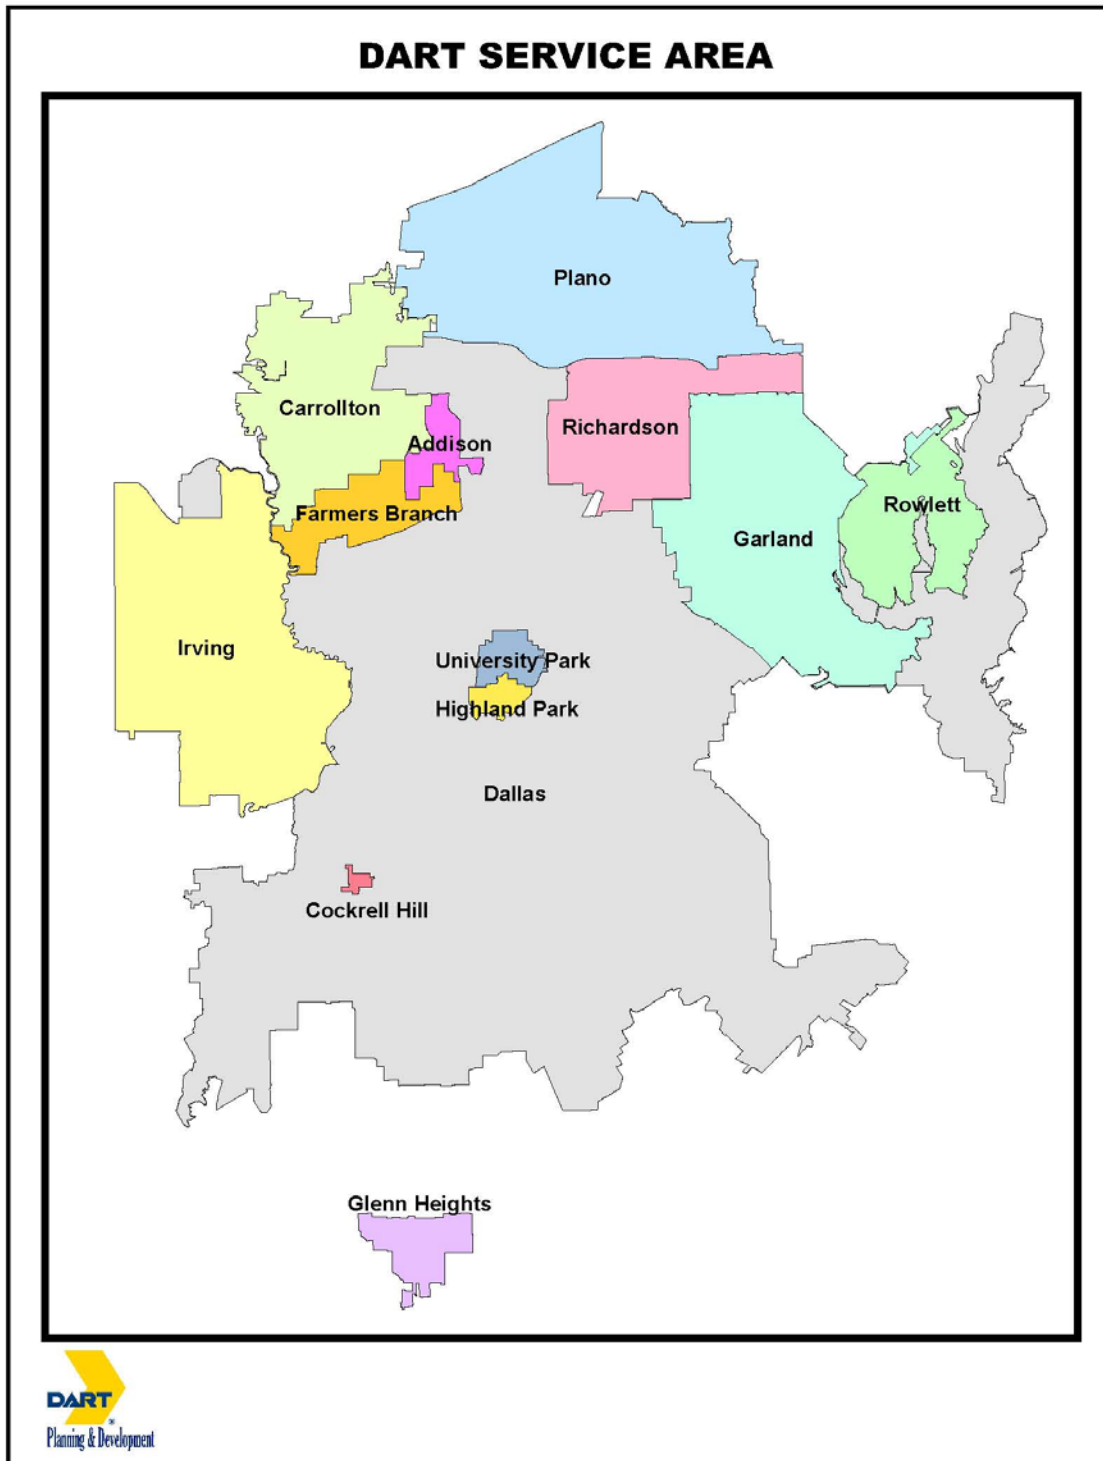 DART SERVICE AREA
Plano
Carrollton
Richardson
Addison
Rowlett
Farmers Branch
Garland
Irving
University Park
Highland Park
Dallas
Cockrell Hill
Glenn Heights
DART
Planning & Development